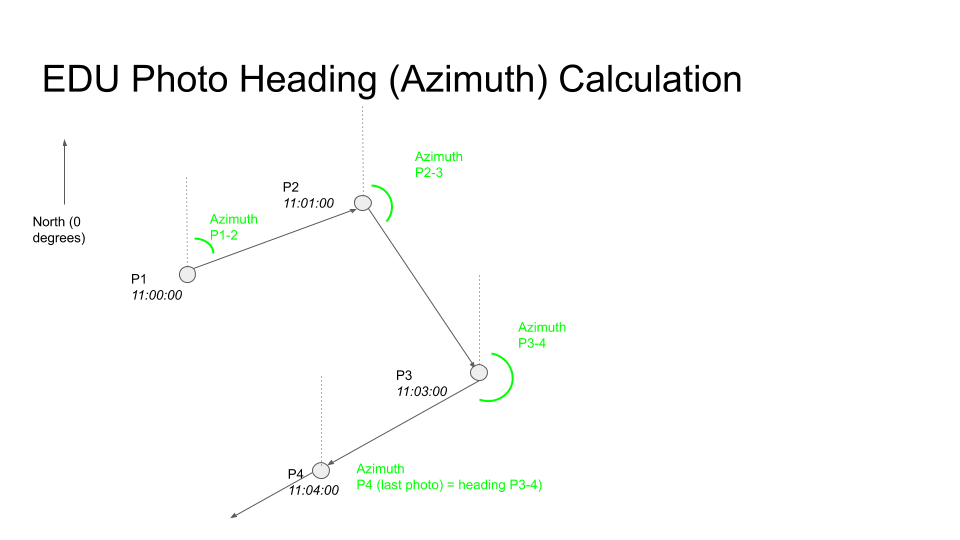 EDU Photo Heading (Azimuth) Calculation
North (0
degrees)
P1
11:00:00
Azimuth
P1-2
P2
11:01:00
Azimuth
P2-3
P3
11:03:00
Azimuth
P3-4
P4
11:04:00
Azimuth
P4 (last photo) = heading P3-4)